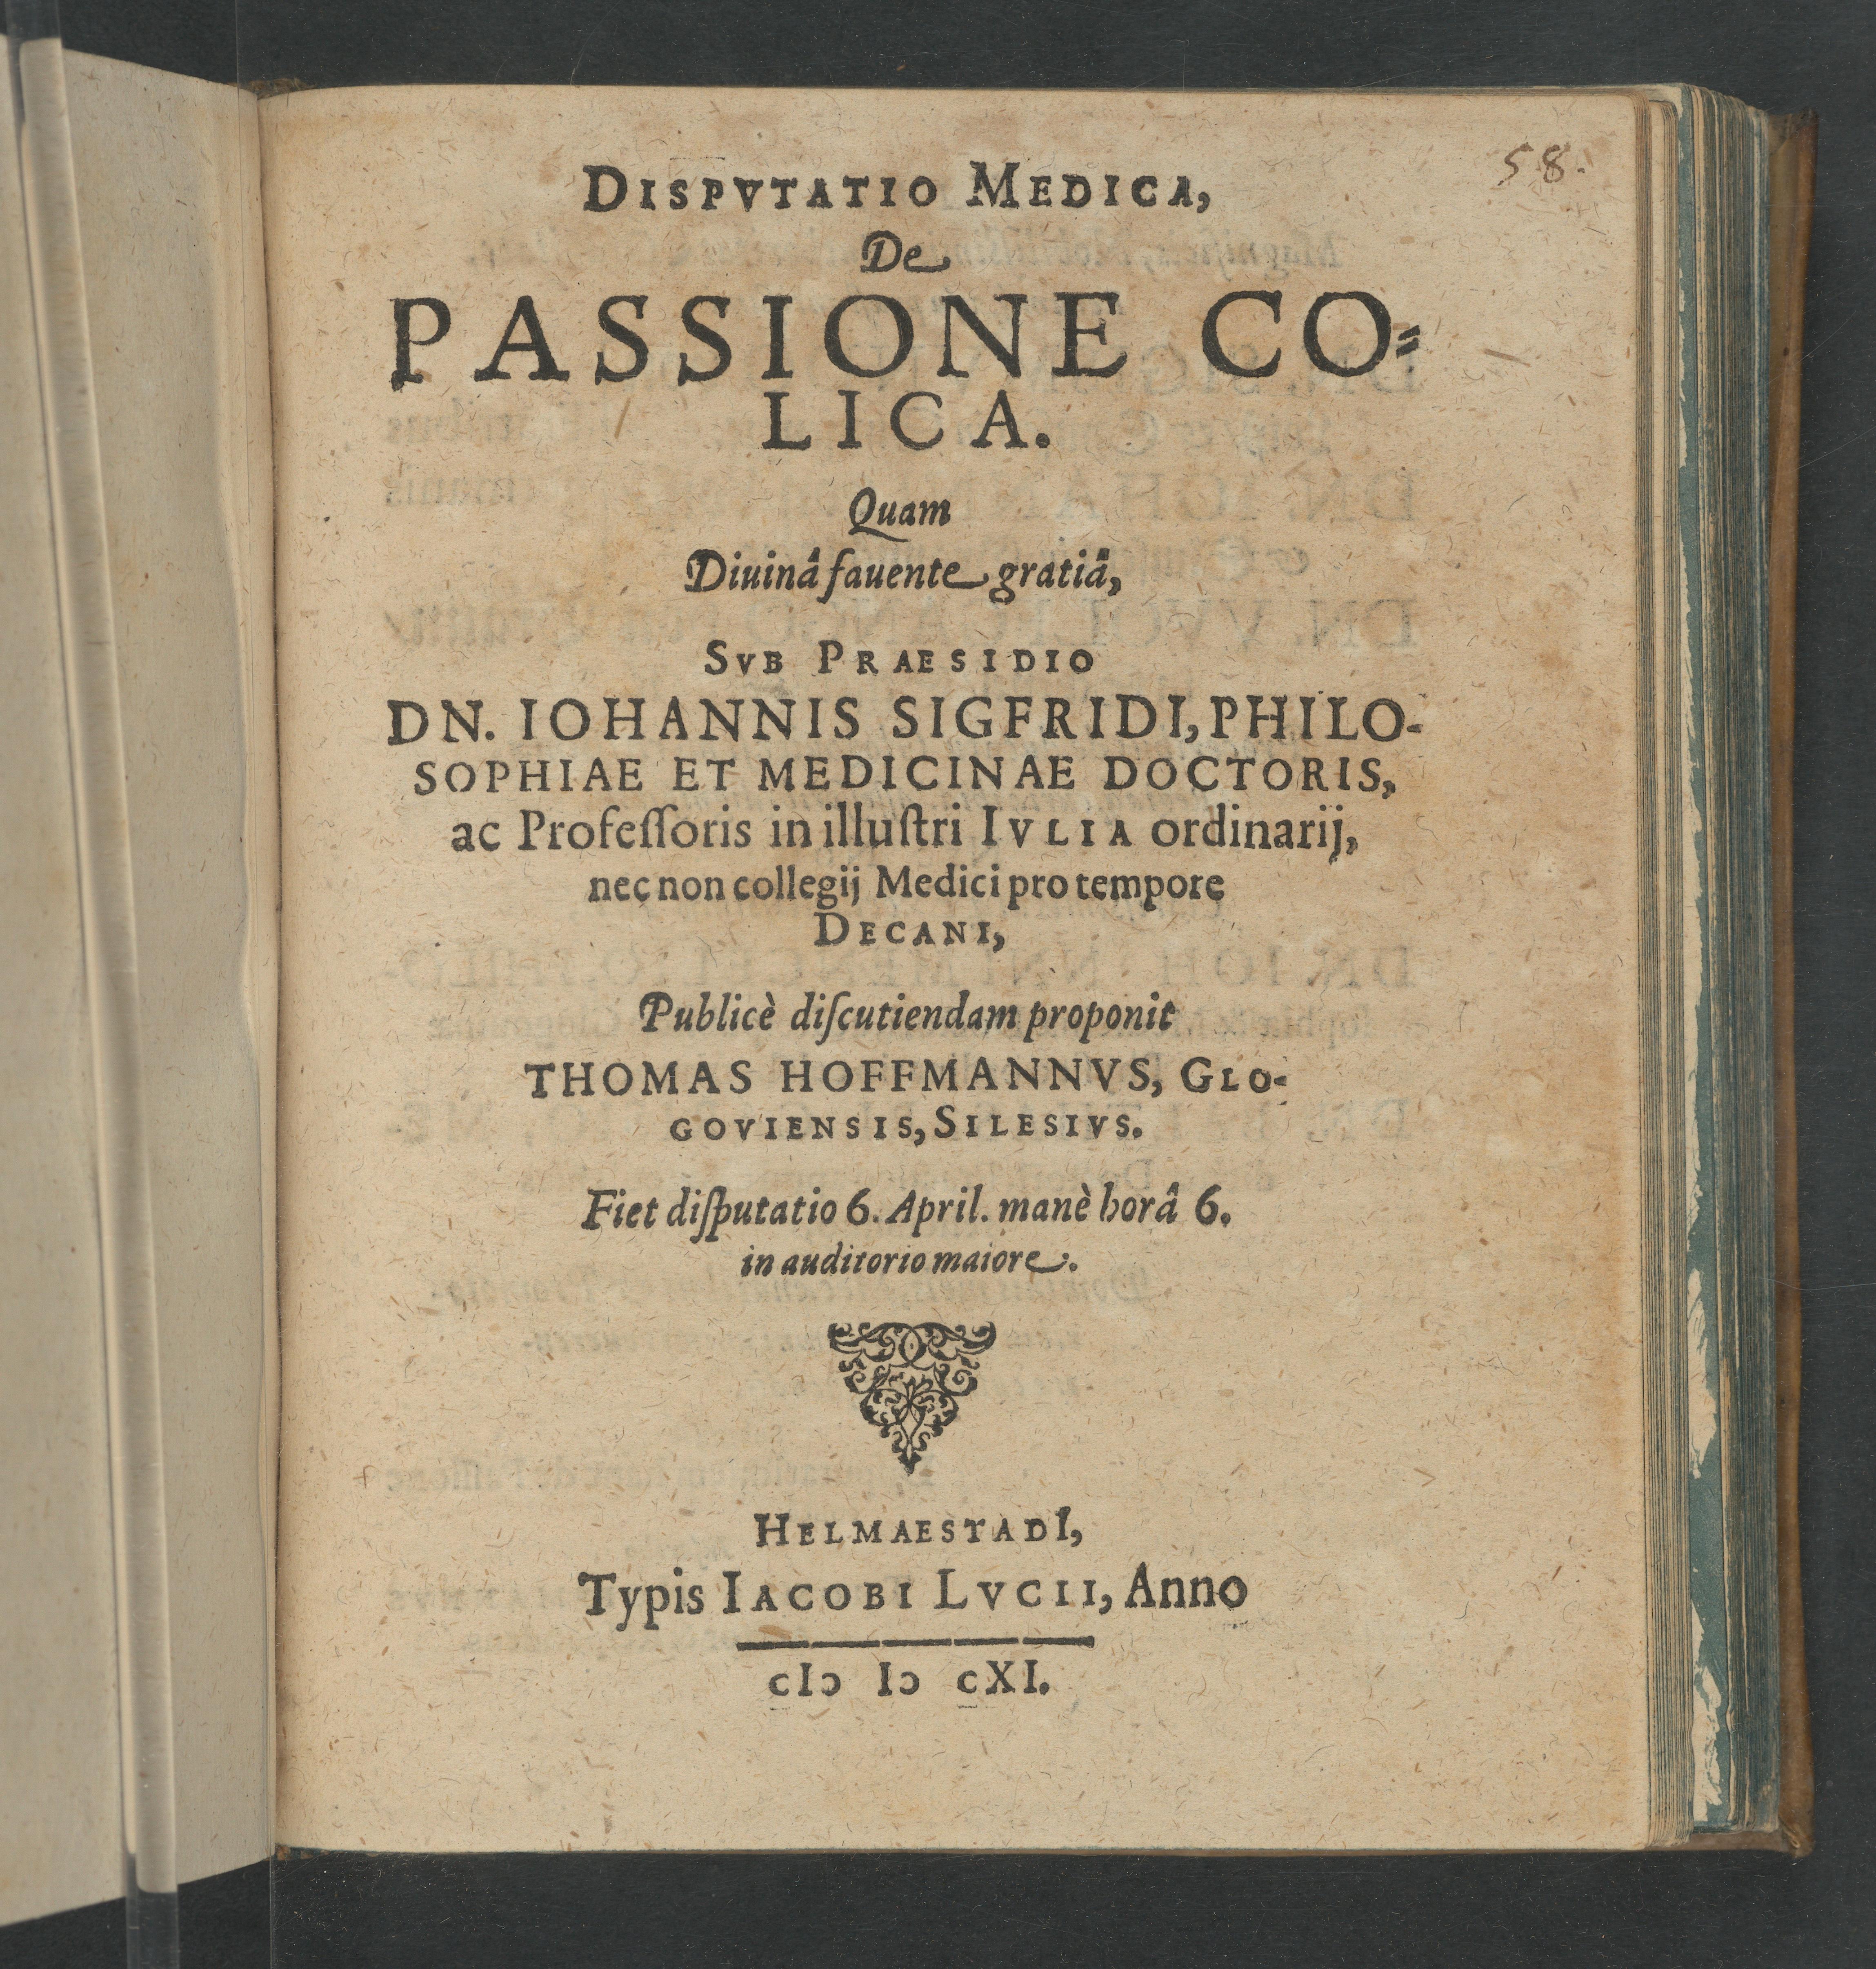 58.
DISPVTATIO MEDICA,
De
PASSIONE CO=
LICA.
Quam
Diuinâ fauente gratiâ,
SVB PRAESIDIO
DN. IOHANNIS SIGFRIDI, PHILO-
SOPHIAE ET MEDICINAE DOCTORIS,
ac Profeſſoris in illuſtri IVLIA ordinarij,
nec non collegij Medici pro tempore
DECANI,
Publicè diſcutiendam proponit
THOMAS HOFFMANNVS, GLO-
GOVIENSIS, SILESIVS.
Fiet diſputatio 6. April. manè horâ 6.
in auditorio maiore.
HELMAESTADI,
Typis IACOBI LVCII, Anno
cIɔ Iɔ cXI.